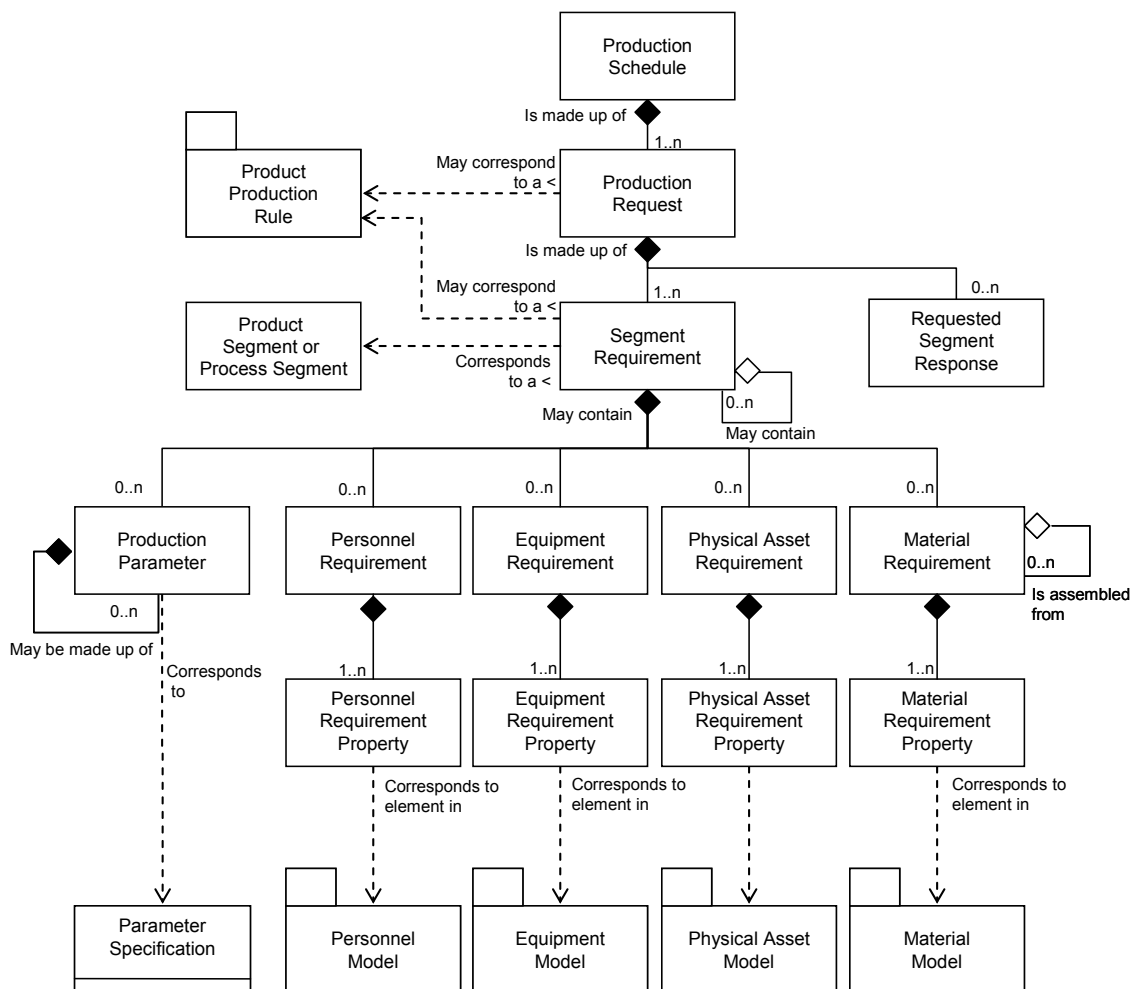 Production
Schedule
Is made up of
1..n
Product
Production
Rule
May correspond
to a <
Production
Request
Is made up of
May correspond
to a <
1..n
0..n
Product
Segment or
Process Segment
Corresponds
to a <
Segment
Requirement
0..n
May contain
Requested
Segment
Response
May contain
0..n
0..n
0..n
0..n
0..n
Production
Parameter
0..n
May be made up of
Corresponds
to
Personnel
Requirement
Equipment
Requirement
Physical Asset
Requirement
Material
Requirement
0..n
Is assembled
from
1..n
1..n
1..n
1..n
Personnel
Requirement
Property
Equipment
Requirement
Property
Physical Asset
Requirement
Property
Material
Requirement
Property
Corresponds to
element in
Corresponds to
element in
Corresponds to
element in
Parameter
Specification
Personnel
Model
Equipment
Model
Physical Asset
Model
Material
Model